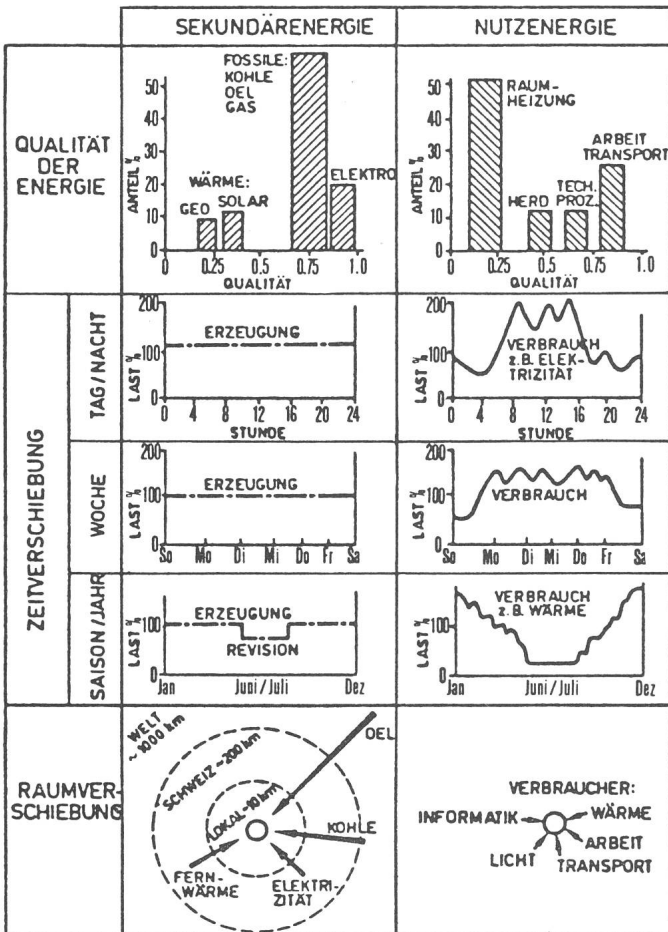 SEKUNDÄRENERGIE
NUTZENERGIE
QUALITÄT
DER
ENERGIE
ANTEIL %
50
40
30
20
10
0
FOSSILE:
KOHLE
OEL
GAS
WÄRME:
SOLAR
GEO
ELEKTRO
0
0.25
0.5
0.75
1.0
QUALITÄT
ANTEIL %
50
40
30
20
10
0
RAUM-
HEIZUNG
ARBEIT
TRANSPORT
TECH.
PROZ.
HERD
0
0.25
0.5
0.75
1.0
QUALITÄT
ZEITVERSCHIEBUNG
TAG/NACHT
LAST %
200
100
0
ERZEUGUNG
0 4 8 12 16 20 24
STUNDE
LAST %
200
100
0
VERBRAUCH
z.B. ELEK-
TRIZITÄT
0 4 8 12 16 20 24
STUNDE
WOCHE
LAST %
200
100
0
ERZEUGUNG
So Mo Di Mi Do Fr Sa
LAST %
200
100
0
VERBRAUCH
So Mo Di Mi Do Fr Sa
SAISON/JAHR
LAST %
100
0
ERZEUGUNG
REVISION
Jan Juni/Juli Dez
LAST %
100
0
VERBRAUCH
z.B. WÄRME
Jan Juni/Juli Dez
RAUMVER-
SCHIEBUNG
WELT
~1000 km
SCHWEIZ ~200 km
LOKAL ~10 km
OEL
KOHLE
FERN-
WÄRME
ELEKTRI-
ZITÄT
VERBRAUCHER:
INFORMATIK
WÄRME
ARBEIT
LICHT
TRANSPORT